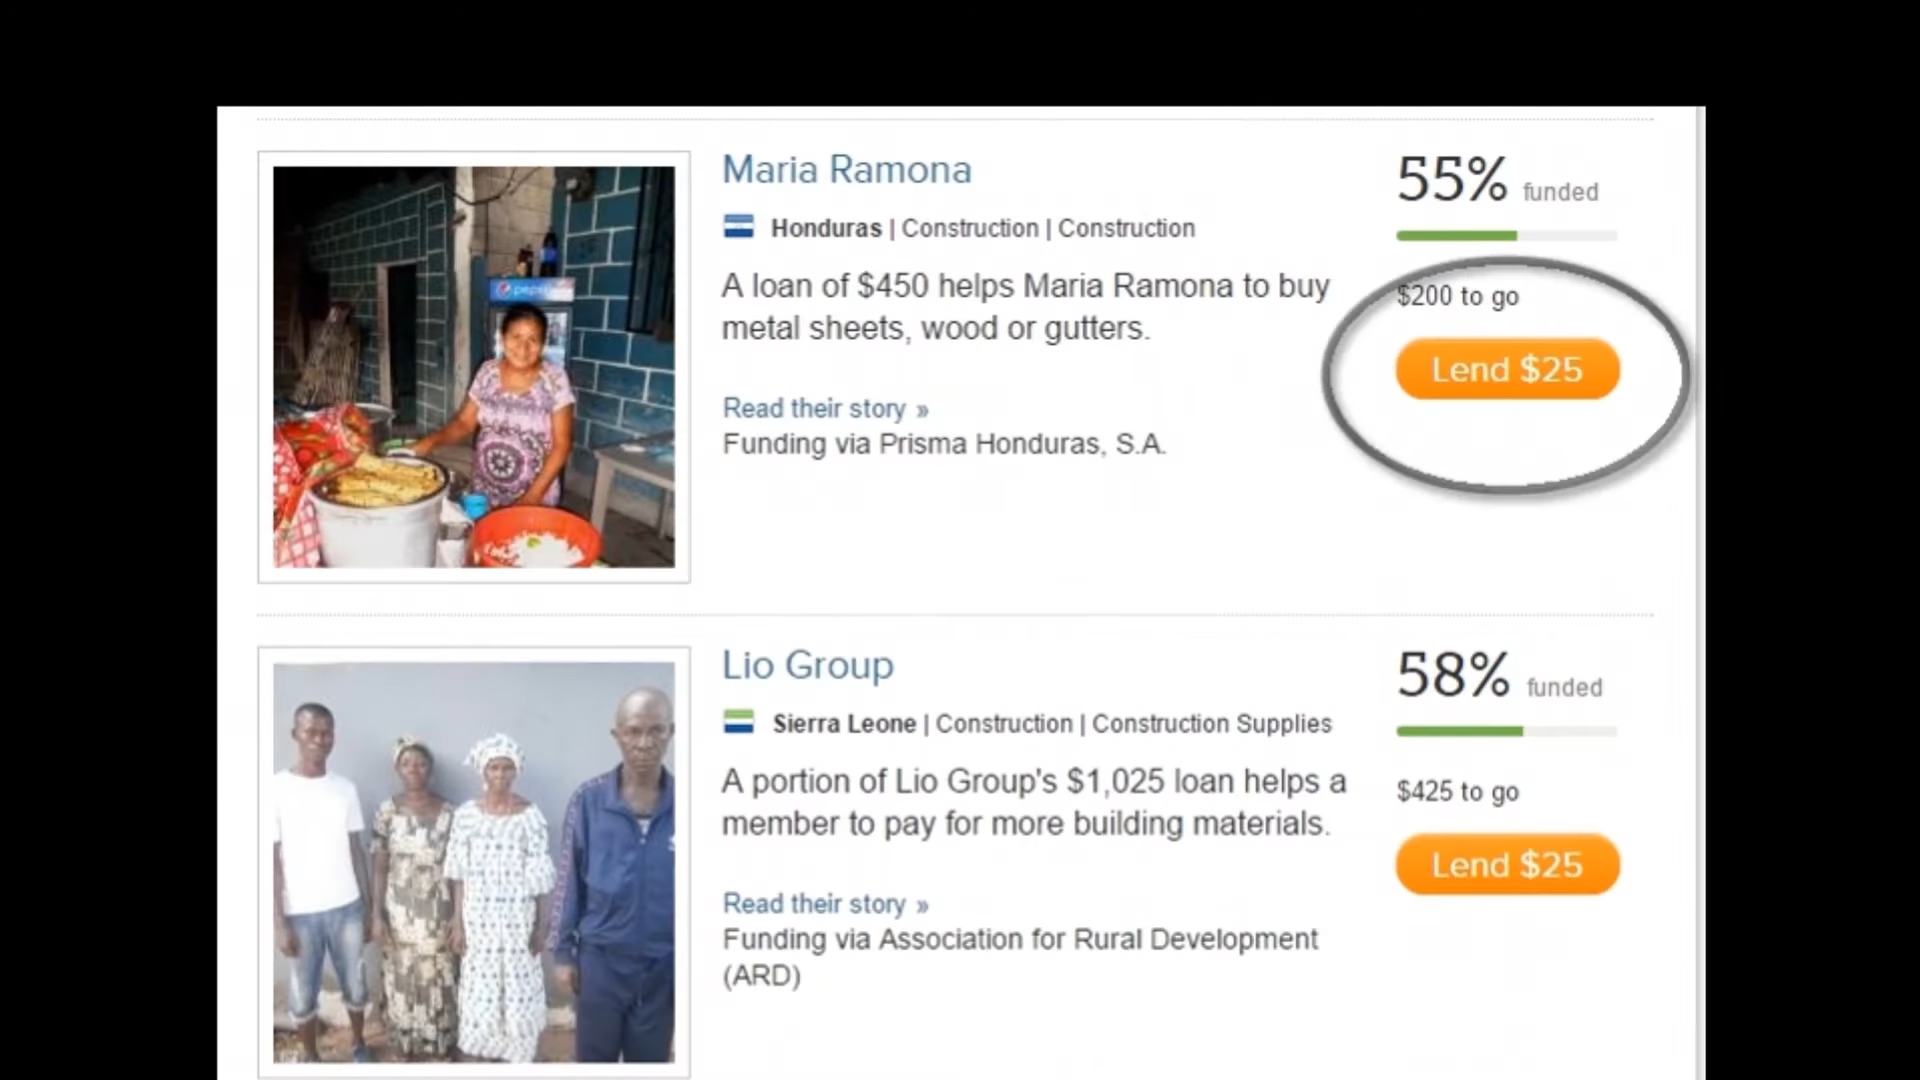 Maria Ramona
Honduras | Construction | Construction
A loan of $450 helps Maria Ramona to buy
metal sheets, wood or gutters.
Read their story »
Funding via Prisma Honduras, S.A.
55% funded
$200 to go
Lend $25
pepsi
Lio Group
Sierra Leone | Construction | Construction Supplies
A portion of Lio Group's $1,025 loan helps a
member to pay for more building materials.
Read their story »
Funding via Association for Rural Development
(ARD)
58% funded
$425 to go
Lend $25